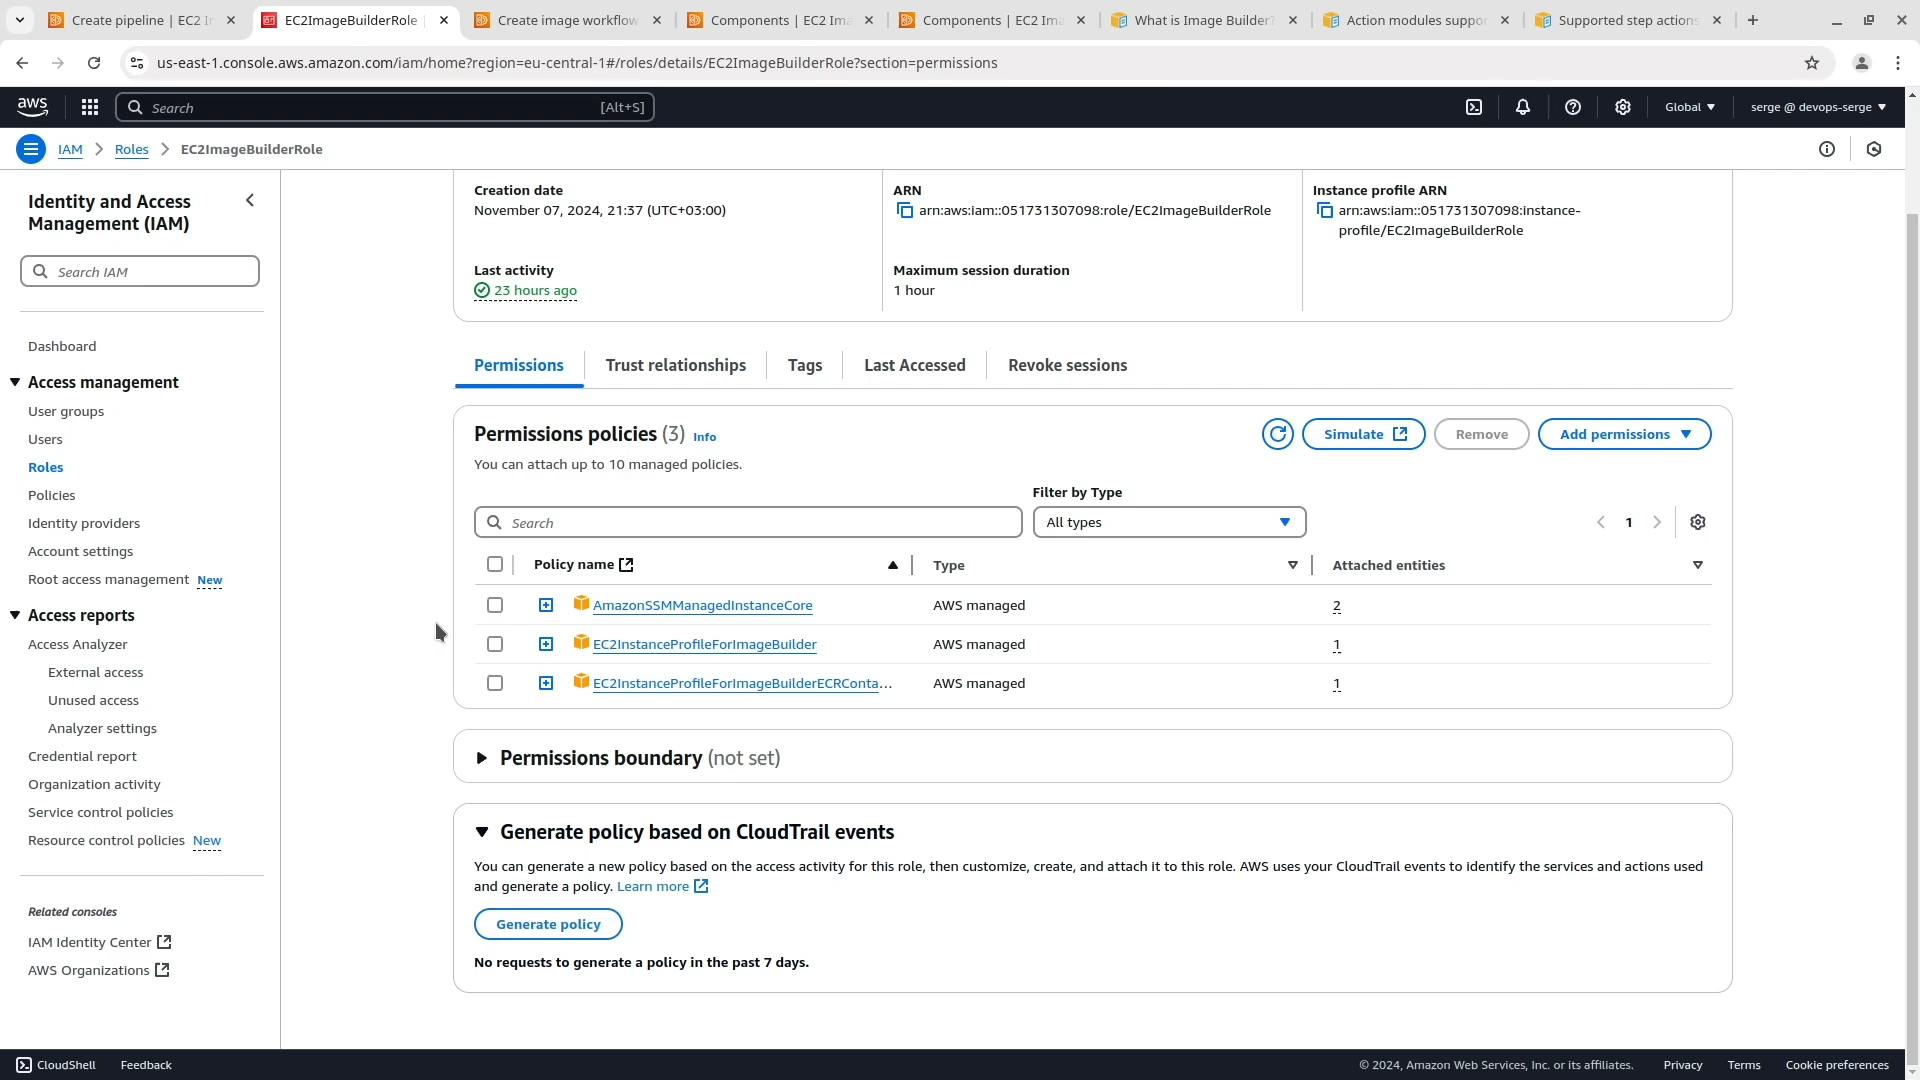 Create pipeline | EC2 I
EC2ImageBuilderRole
Create image workflow
Components | EC2 Ima
Components | EC2 Ima
What is Image Builder?
Action modules suppo
Supported step actions
us-east-1.console.aws.amazon.com/iam/home?region=eu-central-1#/roles/details/EC2ImageBuilderRole?section=permissions
aws
Search
[Alt+S]
Global
serge @ devops-serge
IAM
Roles
EC2ImageBuilderRole
Identity and Access
Management (IAM)
Search IAM
Dashboard
Access management
User groups
Users
Roles
Policies
Identity providers
Account settings
Root access management New
Access reports
Access Analyzer
External access
Unused access
Analyzer settings
Credential report
Organization activity
Service control policies
Resource control policies New
Related consoles
IAM Identity Center
AWS Organizations
Creation date
November 07, 2024, 21:37 (UTC+03:00)
ARN
arn:aws:iam::051731307098:role/EC2ImageBuilderRole
Instance profile ARN
arn:aws:iam::051731307098:instance-
profile/EC2ImageBuilderRole
Last activity
23 hours ago
Maximum session duration
1 hour
Permissions
Trust relationships
Tags
Last Accessed
Revoke sessions
Permissions policies (3) Info
Simulate
Remove
Add permissions
You can attach up to 10 managed policies.
Filter by Type
Search
All types
1
Policy name
Type
Attached entities
AmazonSSMManagedInstanceCore AWS managed 2
EC2InstanceProfileForImageBuilder AWS managed 1
EC2InstanceProfileForImageBuilderECRConta... AWS managed 1
Permissions boundary (not set)
Generate policy based on CloudTrail events
You can generate a new policy based on the access activity for this role, then customize, create, and attach it to this role. AWS uses your CloudTrail events to identify the services and actions used
and generate a policy. Learn more
Generate policy
No requests to generate a policy in the past 7 days.
CloudShell
Feedback
© 2024, Amazon Web Services, Inc. or its affiliates.
Privacy
Terms
Cookie preferences